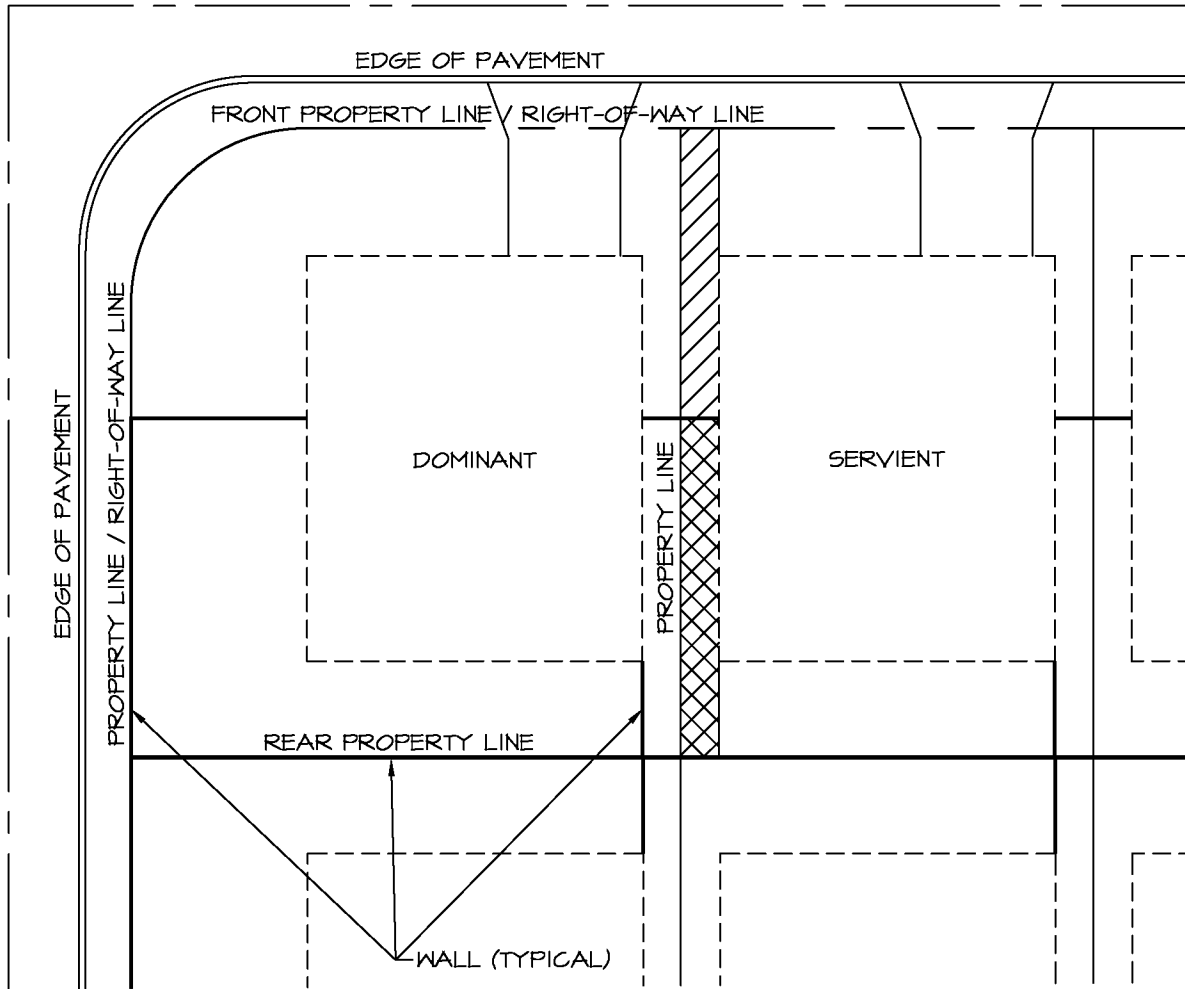 EDGE OF PAVEMENT
FRONT PROPERTY LINE / RIGHT-OF-WAY LINE
PROPERTY LINE / RIGHT-OF-WAY LINE
EDGE OF PAVEMENT
DOMINANT
PROPERTY LINE
SERVIENT
REAR PROPERTY LINE
WALL (TYPICAL)